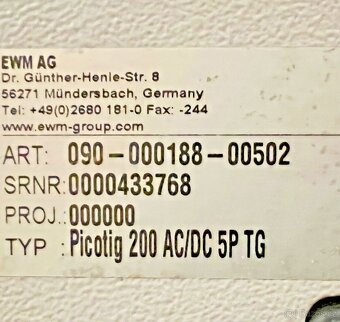 EWM AG
Dr. Günther-Henle-Str. 8
56271 Mündersbach, Germany
Tel: +49(0)2680 181-0 Fax: -244
www.ewm-group.com
ART: 090-000188-00502
SRNR:0000433768
PROJ.:000000
TYP : Picotig 200 AC/DC 5P TG